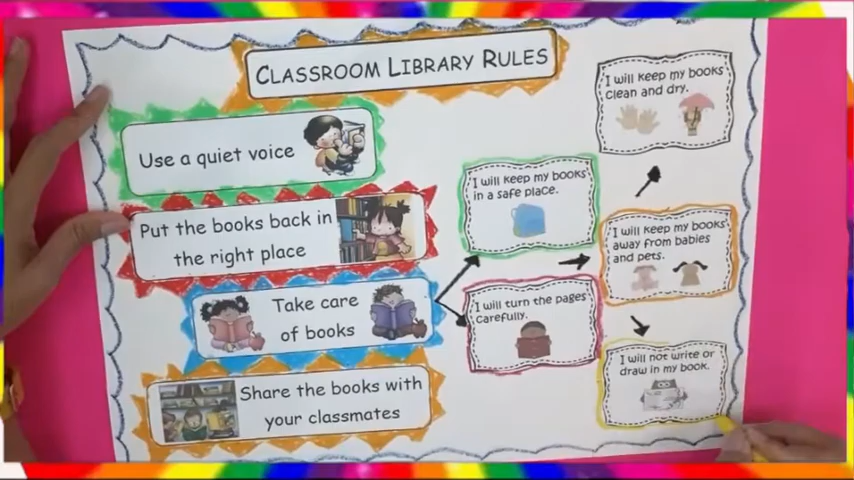 CLASSROOM LIBRARY RULES
Use a quiet voice
Put the books back in
the right place
Take care
of books
Share the books with
your classmates
I will keep my books
in a safe place.
I will turn the pages
carefully.
I will keep my books
clean and dry.
I will keep my books
away from babies
and pets.
I will not write or
draw in my book.